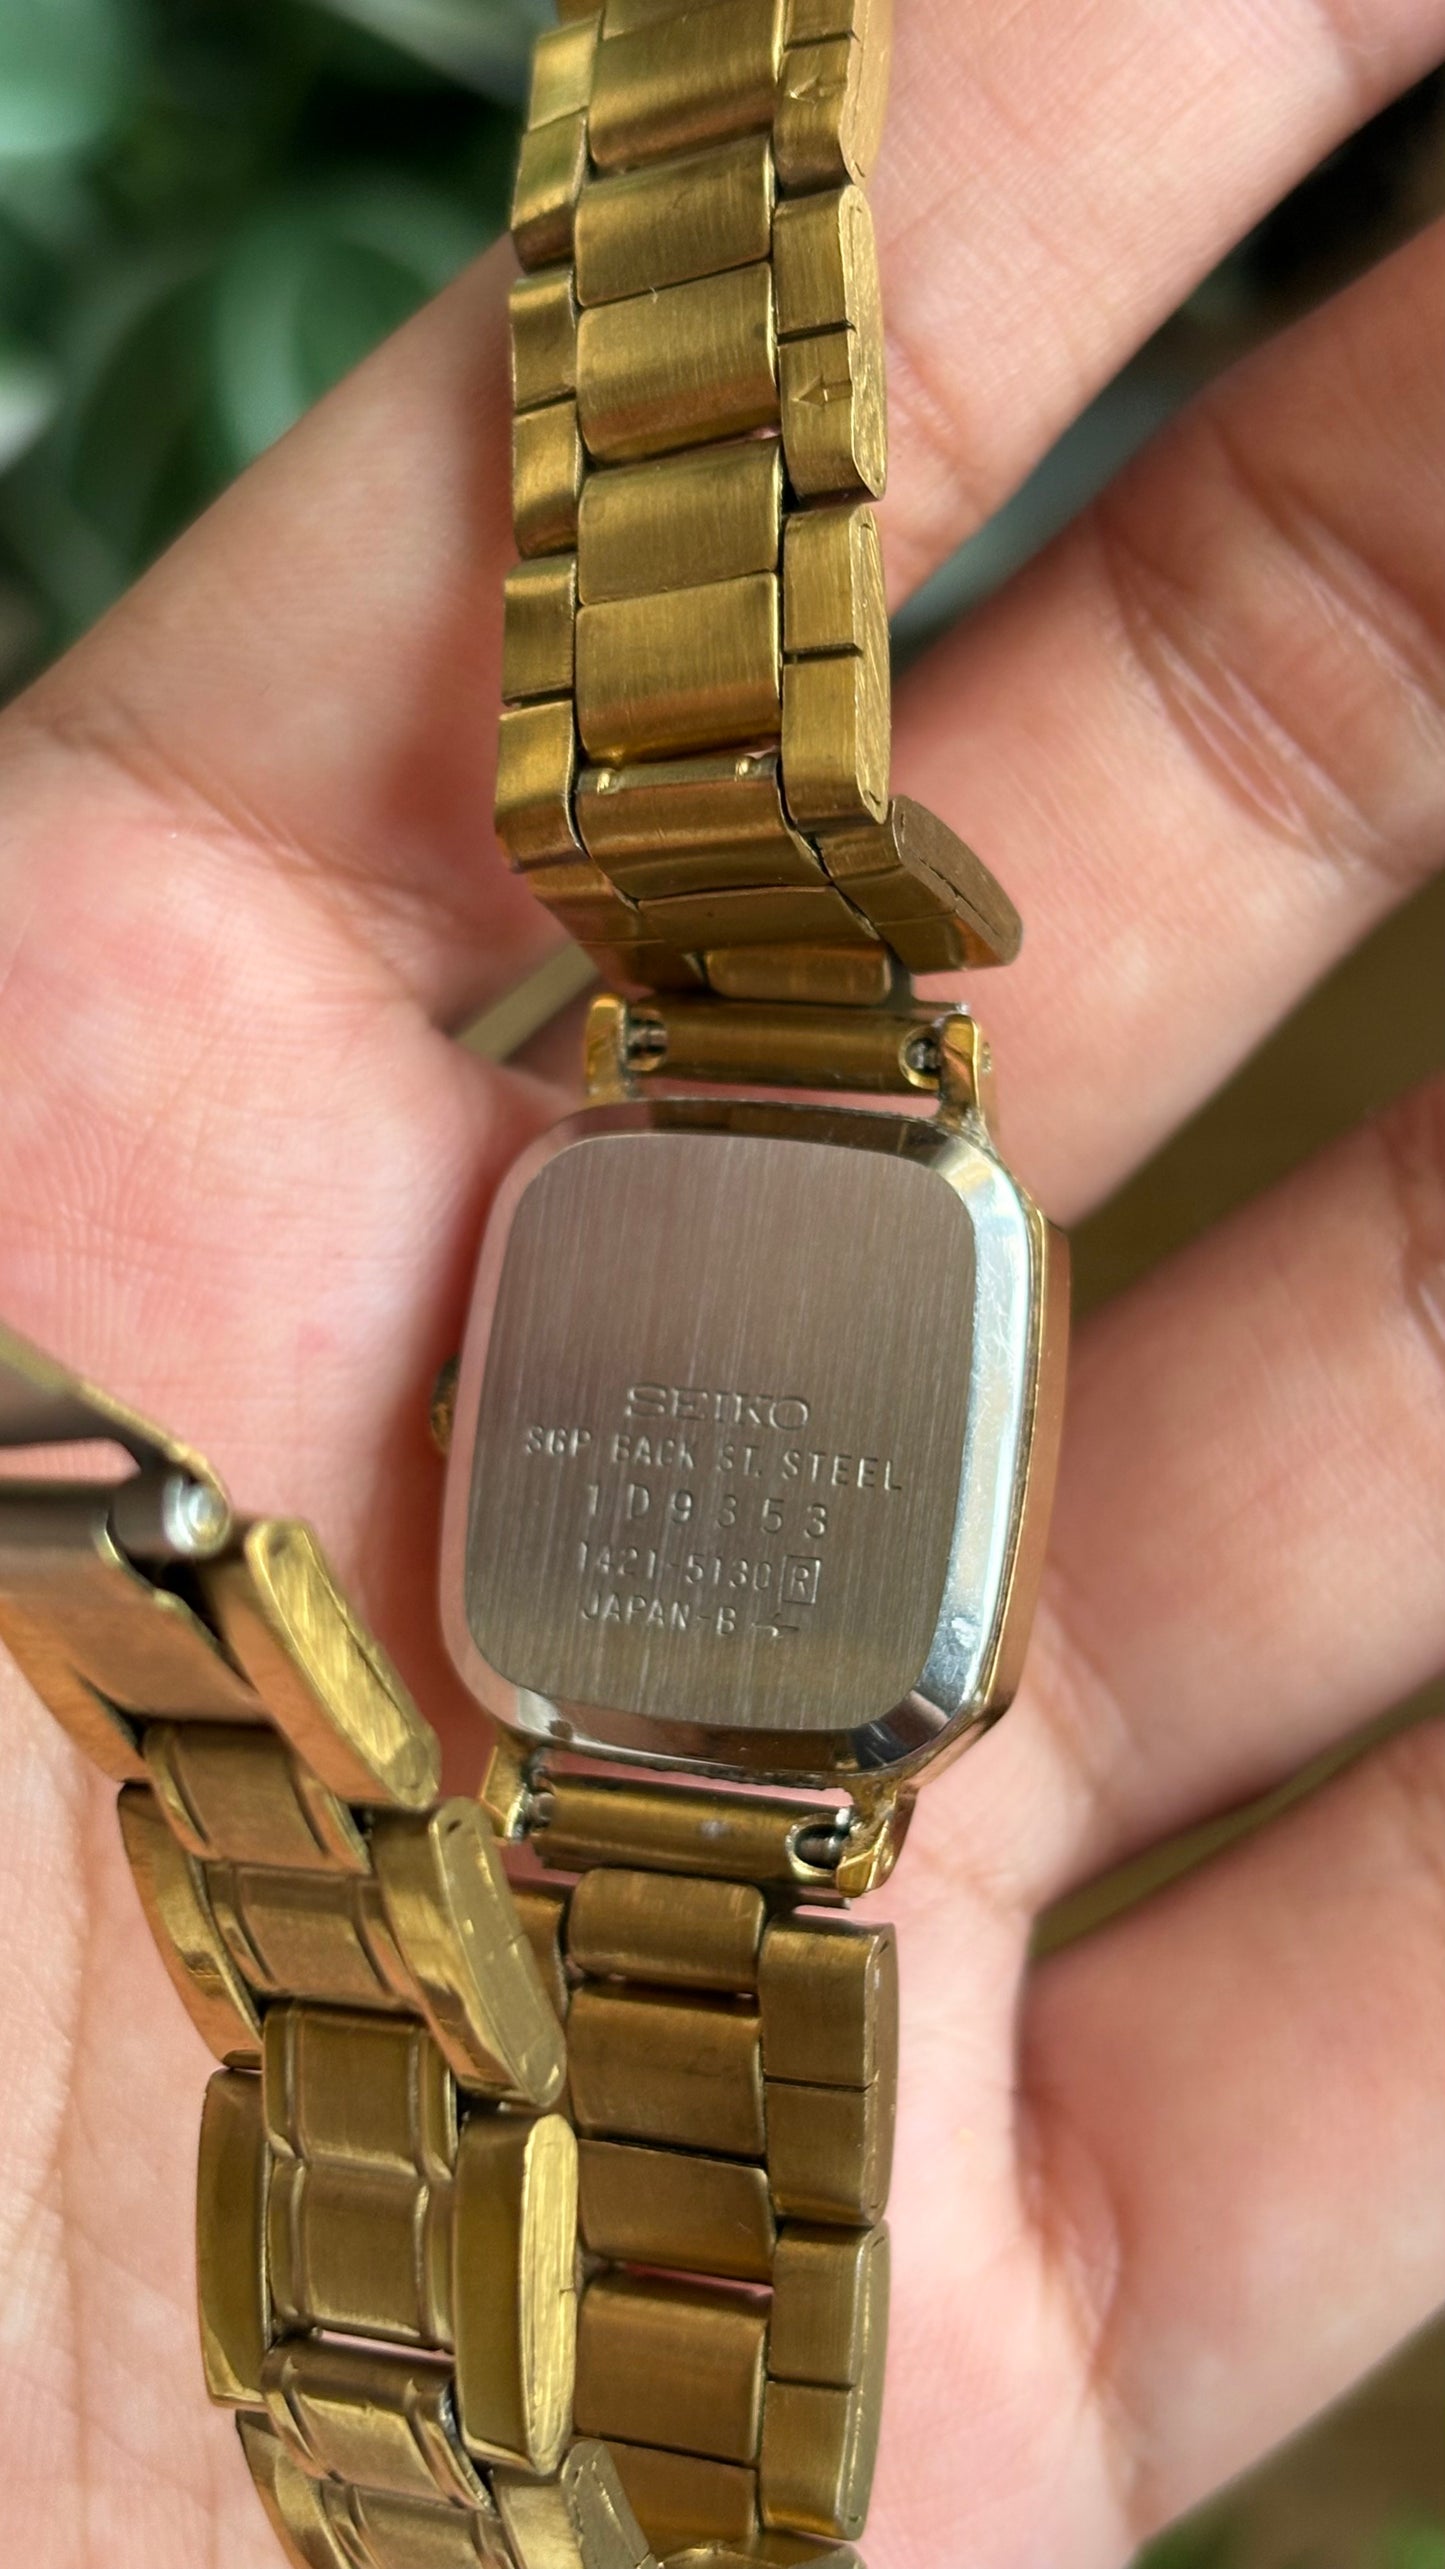 SEIKO
SGP BACK ST. STEEL
1D9353
1421-5130 R
JAPAN-B